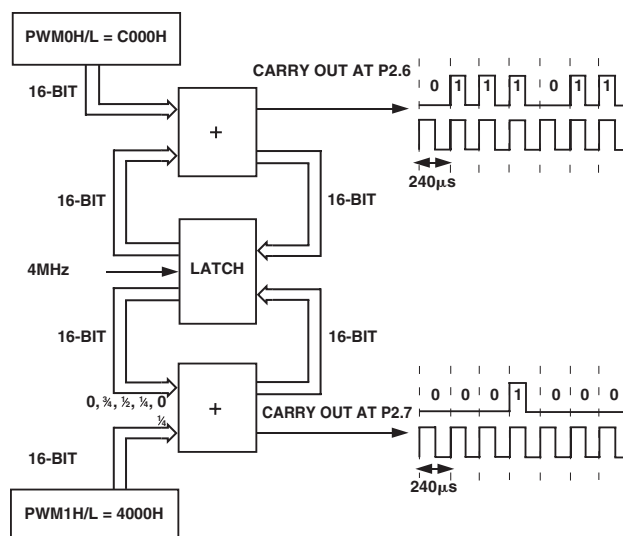 PWM0H/L = C000H
16-BIT
CARRY OUT AT P2.6
0 1 1 1 0 1 1
+
240μs
16-BIT
16-BIT
4MHz
LATCH
16-BIT
16-BIT
0, ¾, ½, ¼, 0
+
¼
CARRY OUT AT P2.7
0 0 0 1 0 0 0
16-BIT
240μs
PWM1H/L = 4000H